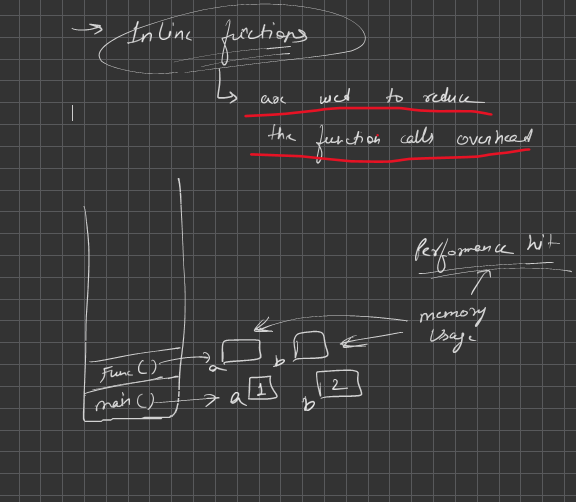 → Inline functions
↳ are used to reduce
the function calls overhead
Performance hit
memory
usage
Func() → a b
main() → a 1 b 2